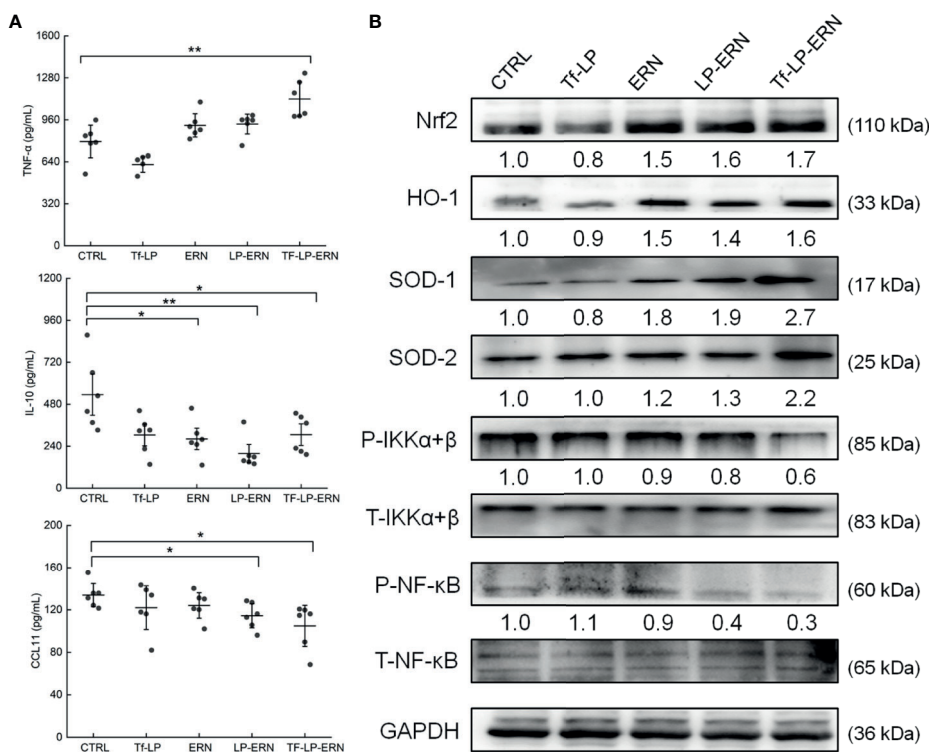 A
1600
1280
960
640
320
0
TNF-α (pg/mL)
**
CTRL Tf-LP ERN LP-ERN TF-LP-ERN
1200
960
720
480
240
0
IL-10 (pg/mL)
*
**
*
CTRL Tf-LP ERN LP-ERN TF-LP-ERN
200
160
120
80
40
0
CCL11 (pg/mL)
*
*
CTRL Tf-LP ERN LP-ERN TF-LP-ERN
B
CTRL Tf-LP ERN LP-ERN Tf-LP-ERN
Nrf2 (110 kDa)
1.0 0.8 1.5 1.6 1.7
HO-1 (33 kDa)
1.0 0.9 1.5 1.4 1.6
SOD-1 (17 kDa)
1.0 0.8 1.8 1.9 2.7
SOD-2 (25 kDa)
1.0 1.0 1.2 1.3 2.2
P-IKKα+β (85 kDa)
1.0 1.0 0.9 0.8 0.6
T-IKKα+β (83 kDa)
P-NF-κB (60 kDa)
1.0 1.1 0.9 0.4 0.3
T-NF-κB (65 kDa)
GAPDH (36 kDa)